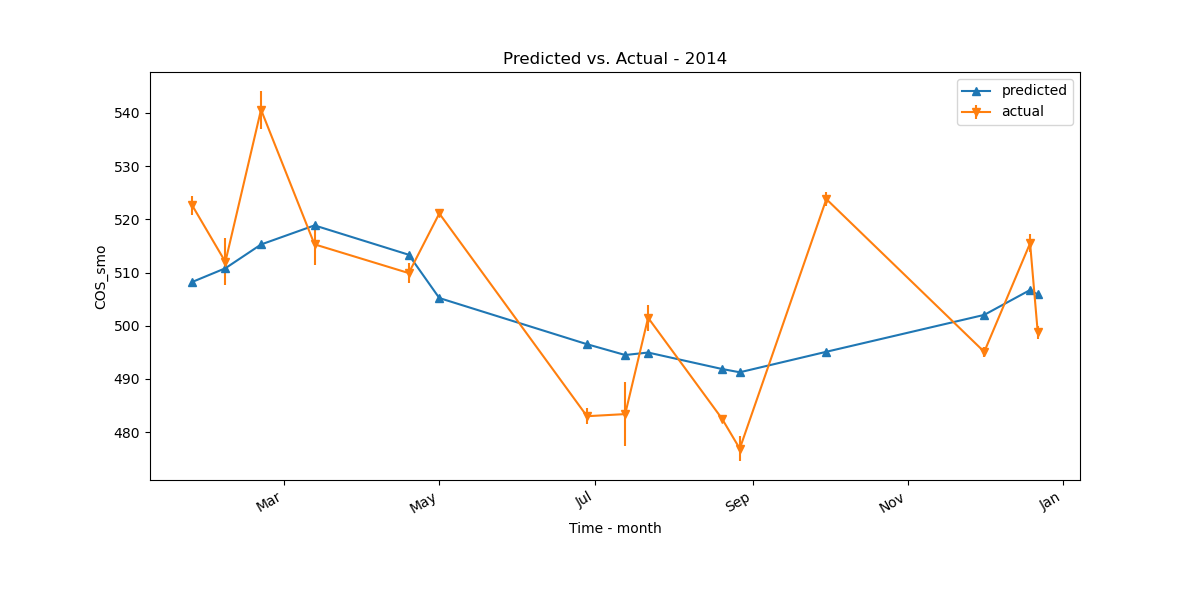 Predicted vs. Actual - 2014
predicted
actual
540
530
520
510
500
490
480
COS_smo
Mar
May
Jul
Sep
Nov
Jan
Time - month